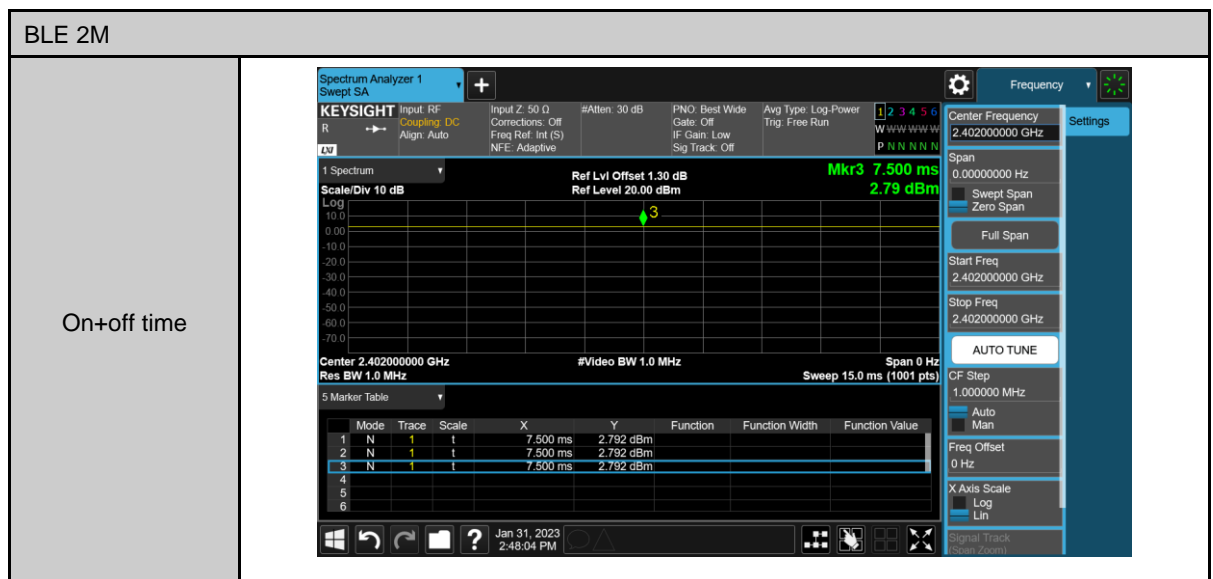 BLE 2M
On+off time
Spectrum Analyzer 1
Swept SA
+
Frequency
KEYSIGHT Input: RF Input Z: 50 Ω #Atten: 30 dB PNO: Best Wide Avg Type: Log-Power 1 2 3 4 5 6
R Coupling: DC Corrections: Off Gate: Off Trig: Free Run
Align: Auto Freq Ref: Int (S) IF Gain: Low W W W W W W
LXI NFE: Adaptive Sig Track: Off P N N N N N
1 Spectrum Ref Lvl Offset 1.30 dB Mkr3 7.500 ms
Scale/Div 10 dB Ref Level 20.00 dBm 2.79 dBm
Log
10.0
0.00
-10.0
-20.0
-30.0
-40.0
-50.0
-60.0
-70.0
3
Center 2.402000000 GHz #Video BW 1.0 MHz Span 0 Hz
Res BW 1.0 MHz Sweep 15.0 ms (1001 pts)
5 Marker Table
Mode Trace Scale X Y Function Function Width Function Value
1 N 1 t 7.500 ms 2.792 dBm
2 N 1 t 7.500 ms 2.792 dBm
3 N 1 t 7.500 ms 2.792 dBm
4
5
6
? Jan 31, 2023
2:48:04 PM
Center Frequency
2.402000000 GHz
Settings
Span
0.00000000 Hz
Swept Span
Zero Span
Full Span
Start Freq
2.402000000 GHz
Stop Freq
2.402000000 GHz
AUTO TUNE
CF Step
1.000000 MHz
Auto
Man
Freq Offset
0 Hz
X Axis Scale
Log
Lin
Signal Track
(Span Zoom)